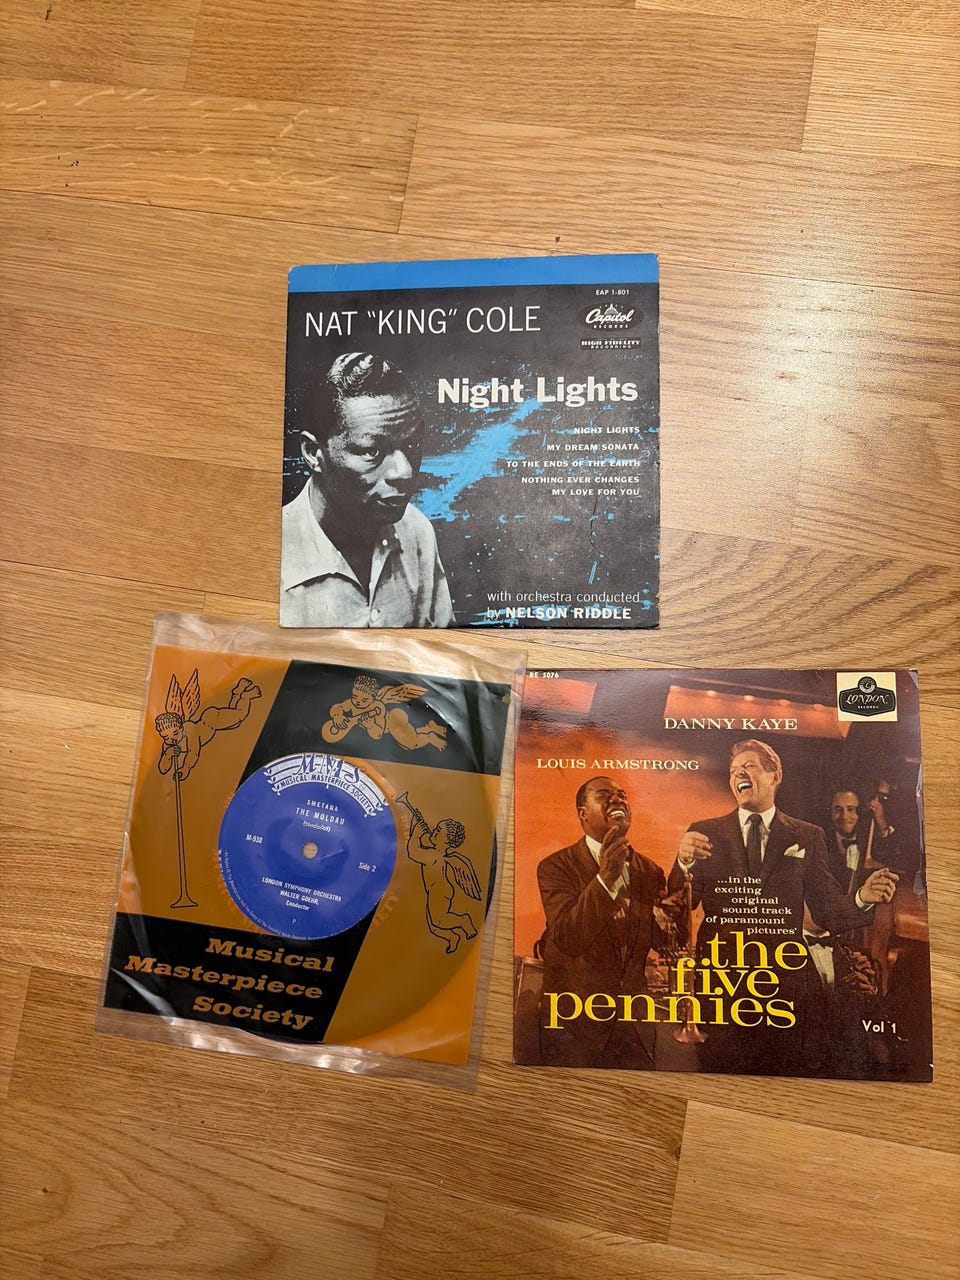 EAP 1-801
NAT "KING" COLE
Capitol
RECORDS
HIGH FIDELITY
RECORDING
Night Lights
NIGHT LIGHTS
MY DREAM SONATA
TO THE ENDS OF THE EARTH
NOTHING EVER CHANGES
MY LOVE FOR YOU
with orchestra conducted
by NELSON RIDDLE
MMS
MUSICAL MASTERPIECE SOCIETY
SMETANA
THE MOLDAU
M-938
Side 2
LONDON SYMPHONY ORCHESTRA
WALTER GOEHR,
Conductor
P
Musical
Masterpiece
Society
RE 5076
LONDON
RECORDS
DANNY KAYE
LOUIS ARMSTRONG
...in the
exciting
original
sound track
of paramount
pictures'
the
five
pennies
Vol 1